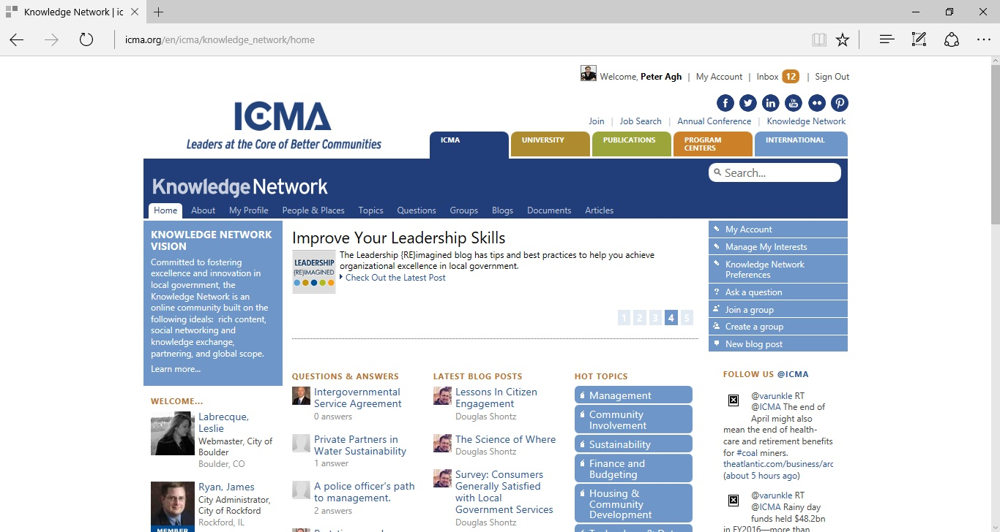 Knowledge Network | ic
icma.org/en/icma/knowledge_network/home
Welcome, Peter Agh | My Account | Inbox 12 | Sign Out
ICMA
Leaders at the Core of Better Communities
Join | Job Search | Annual Conference | Knowledge Network
ICMA
UNIVERSITY
PUBLICATIONS
PROGRAM
CENTERS
INTERNATIONAL
KnowledgeNetwork
Search...
Home About My Profile People & Places Topics Questions Groups Blogs Documents Articles
KNOWLEDGE NETWORK
VISION
Committed to fostering
excellence and innovation in
local government, the
Knowledge Network is an
online community built on the
following ideals: rich content,
social networking and
knowledge exchange,
partnering, and global scope.
Learn more...
WELCOME...
Labrecque,
Leslie
Webmaster, City of
Boulder
Boulder, CO
Ryan, James
City Administrator,
City of Rockford
Rockford, IL
MEMBER
Improve Your Leadership Skills
LEADERSHIP
{RE}IMAGINED
The Leadership {RE}imagined blog has tips and best practices to help you achieve
organizational excellence in local government.
Check Out the Latest Post
1 2 3 4 5
QUESTIONS & ANSWERS
Intergovernmental
Service Agreement
0 answers
Private Partners in
Water Sustainability
1 answer
A police officer's path
to management.
2 answers
LATEST BLOG POSTS
Lessons In Citizen
Engagement
Douglas Shontz
The Science of Where
Douglas Shontz
Survey: Consumers
Generally Satisfied
with Local
Government Services
Douglas Shontz
HOT TOPICS
Management
Community
Involvement
Sustainability
Finance and
Budgeting
Housing &
Community
Development
My Account
Manage My Interests
Knowledge Network
Preferences
Ask a question
Join a group
Create a group
New blog post
FOLLOW US @ICMA
@varunkle RT
@ICMA The end of
April might also
mean the end of health-
care and retirement benefits
for #coal miners.
theatlantic.com/business/arc
(about 5 hours ago)
@varunkle RT
@ICMA Rainy day
funds held $48.2bn
in FY2016—more than